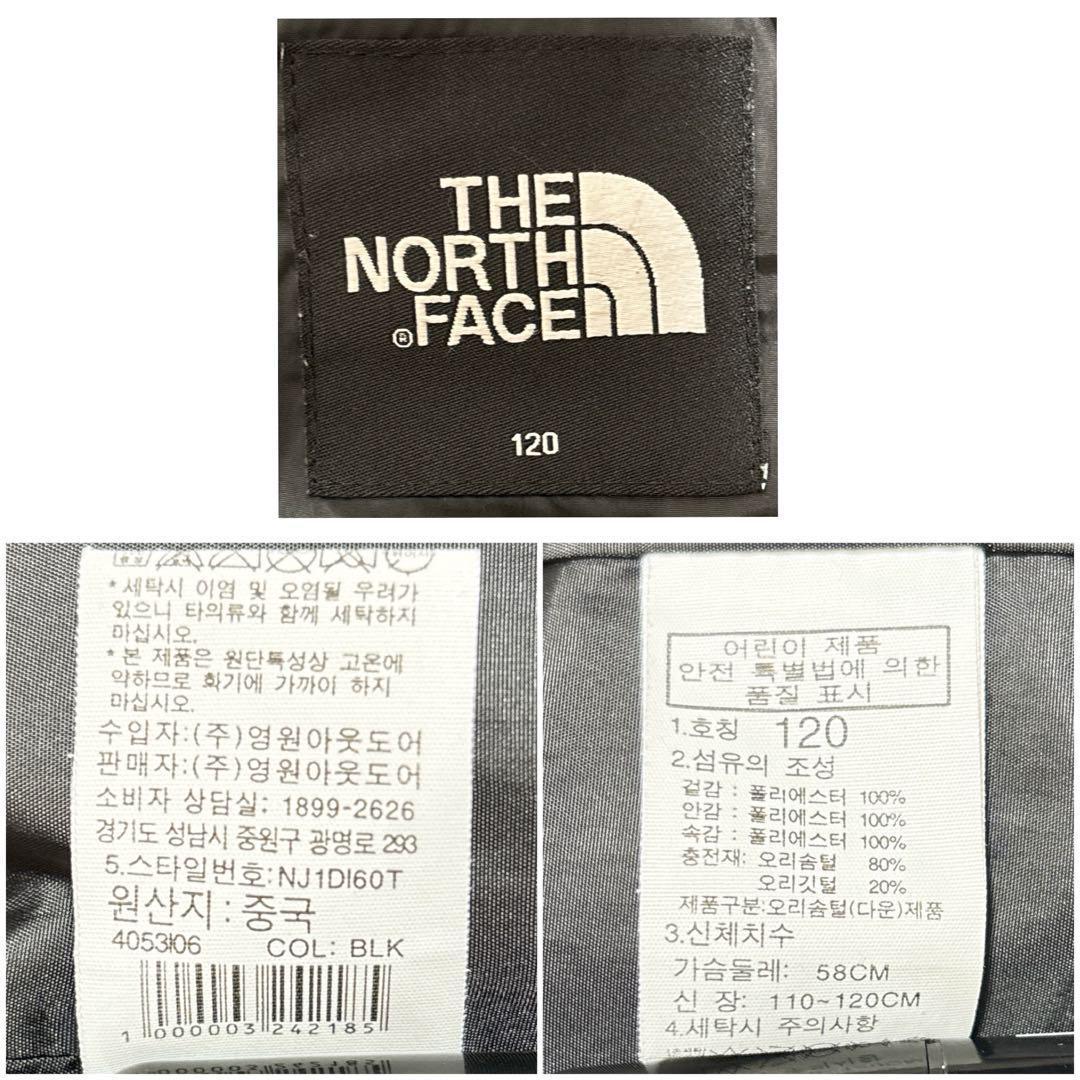 THE
NORTH
FACE
®
120
*세탁시 이염 및 오염될 우려가
있으니 타의류와 함께 세탁하지
마십시오.
*본 제품은 원단특성상 고온에
약하므로 화기에 가까이 하지
마십시오.
수입자:(주)영원아웃도어
판매자:(주)영원아웃도어
소비자 상담실: 1899-2626
경기도 성남시 중원구 광명로 293
5.스타일번호:NJ1DI60T
원산지: 중국
4053I06 COL: BLK
1 000003 242185
어린이 제품
안전 특별법에 의한
품질 표시
1.호칭 120
2.섬유의 조성
겉감 : 폴리에스터 100%
안감 : 폴리에스터 100%
속감 : 폴리에스터 100%
충전재: 오리솜털 80%
오리깃털 20%
제품구분:오리솜털(다운)제품
3.신체치수
가슴둘레: 58CM
신 장: 110~120CM
4.세탁시 주의사항